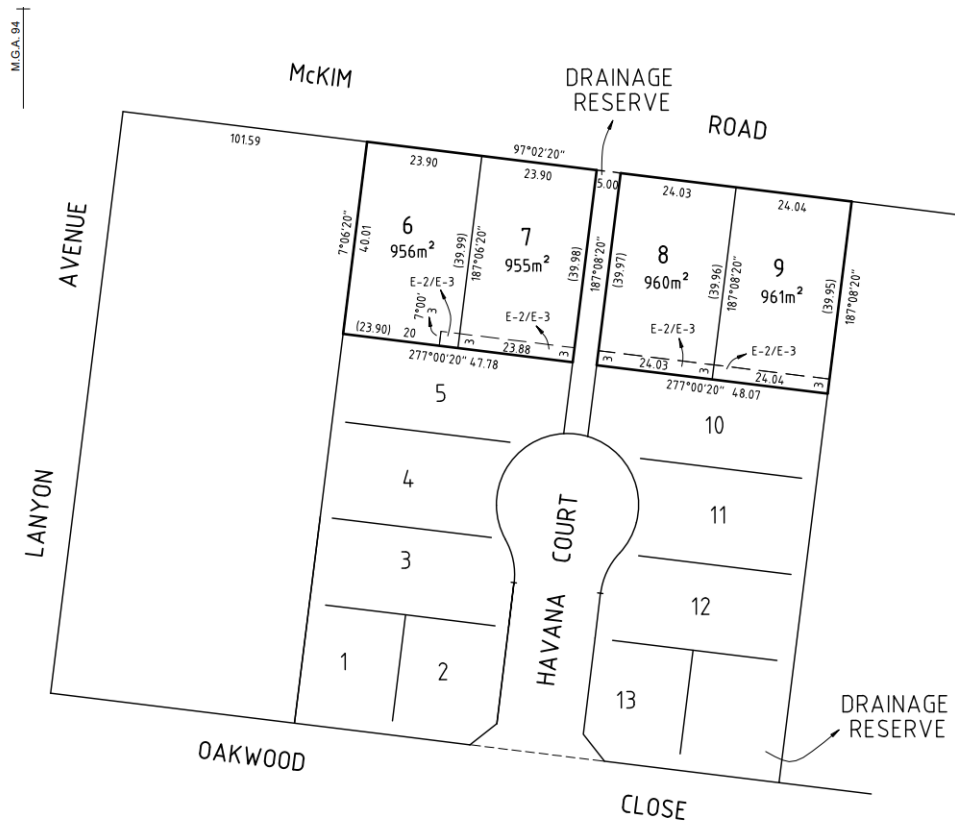 M.G.A. 94
McKIM
DRAINAGE
RESERVE
ROAD
101.59
97°02'20"
23.90
23.90
5.00
24.03
24.04
AVENUE
7°06'20"
40.01
6
956m²
(39.99)
187°06'20"
7
955m²
(39.98)
187°08'20"
(39.97)
8
960m²
(39.96)
187°08'20"
9
961m²
(39.95)
187°08'20"
E-2/E-3
7°00'
3
E-2/E-3
E-2/E-3
E-2/E-3
(23.90)
20
3
23.88
3
3
24.03
3
24.04
3
277°00'20" 47.78
277°00'20" 48.07
5
10
4
11
3
12
1
2
13
LANYON
HAVANA COURT
DRAINAGE
RESERVE
OAKWOOD
CLOSE